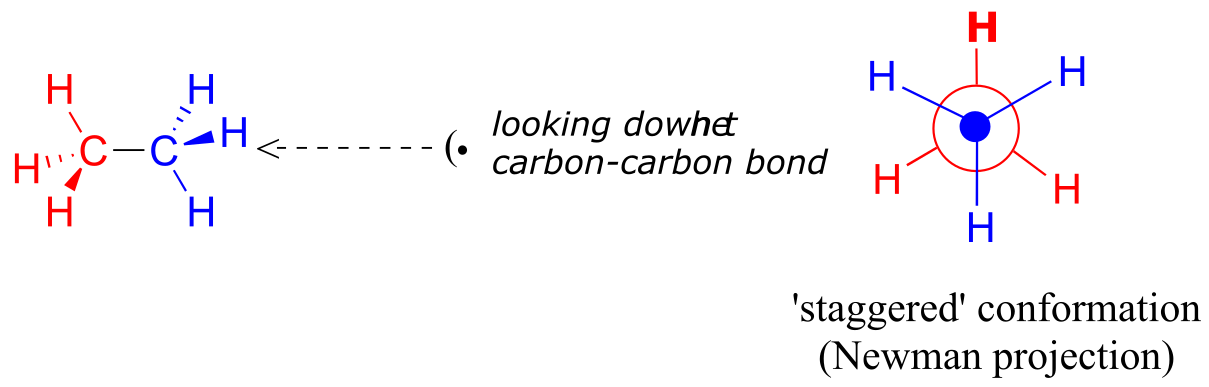 H H
H
C C
H
H H
looking dowhet
carbon-carbon bond
H
H H
H H
H
'staggered' conformation
(Newman projection)